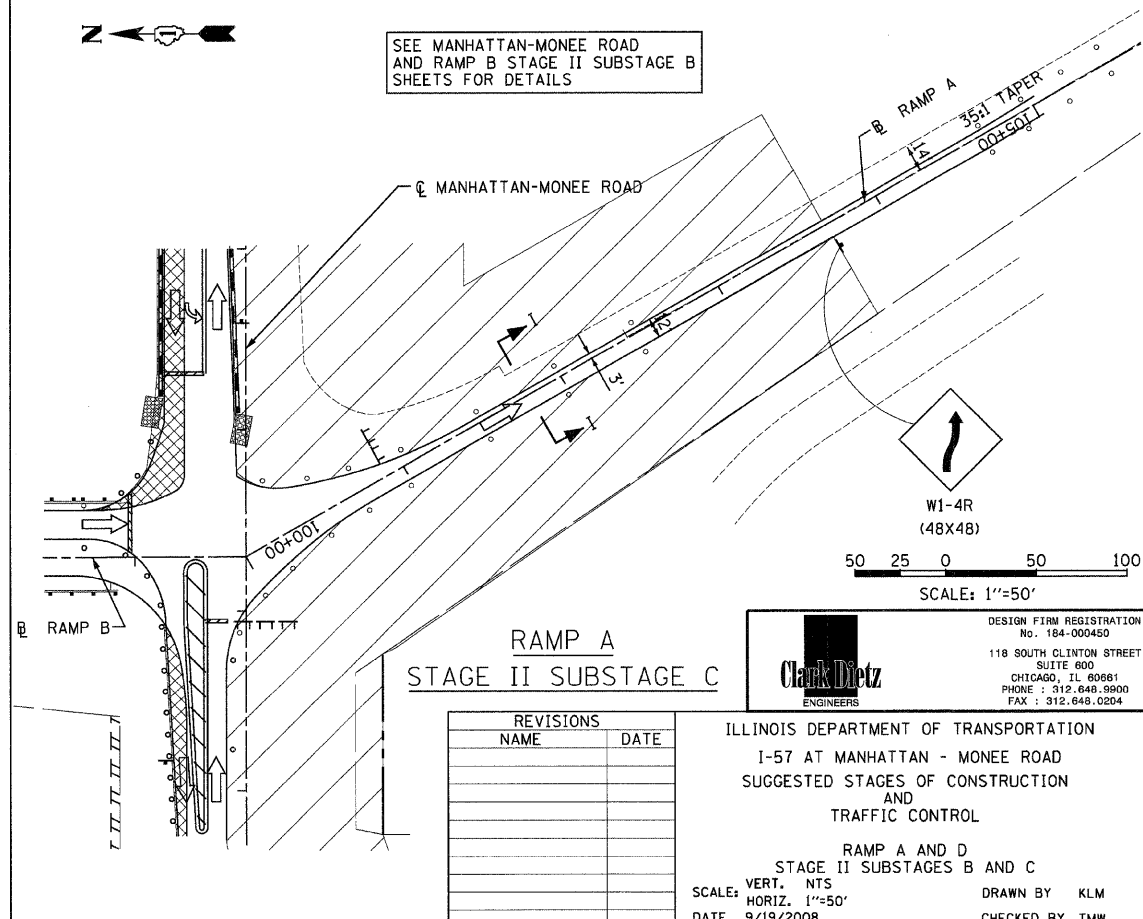 N
SEE MANHATTAN-MONEE ROAD
AND RAMP B STAGE II SUBSTAGE B
SHEETS FOR DETAILS
℄ MANHATTAN-MONEE ROAD
RAMP A
35:1 TAPER
105+00
14'
12'
3'
I
I
100+00
RAMP B
W1-4R
(48X48)
50 25 0 50 100
SCALE: 1"=50'
RAMP A
STAGE II SUBSTAGE C
Clark Dietz
ENGINEERS
DESIGN FIRM REGISTRATION
No. 184-000450
118 SOUTH CLINTON STREET
SUITE 600
CHICAGO, IL 60661
PHONE : 312.648.9900
FAX : 312.648.0204
REVISIONS
NAME DATE
ILLINOIS DEPARTMENT OF TRANSPORTATION
I-57 AT MANHATTAN - MONEE ROAD
SUGGESTED STAGES OF CONSTRUCTION
AND
TRAFFIC CONTROL
RAMP A AND D
STAGE II SUBSTAGES B AND C
SCALE: VERT. NTS
HORIZ. 1"=50'
DRAWN BY KLM
DATE 9/19/2008
CHECKED BY TMW